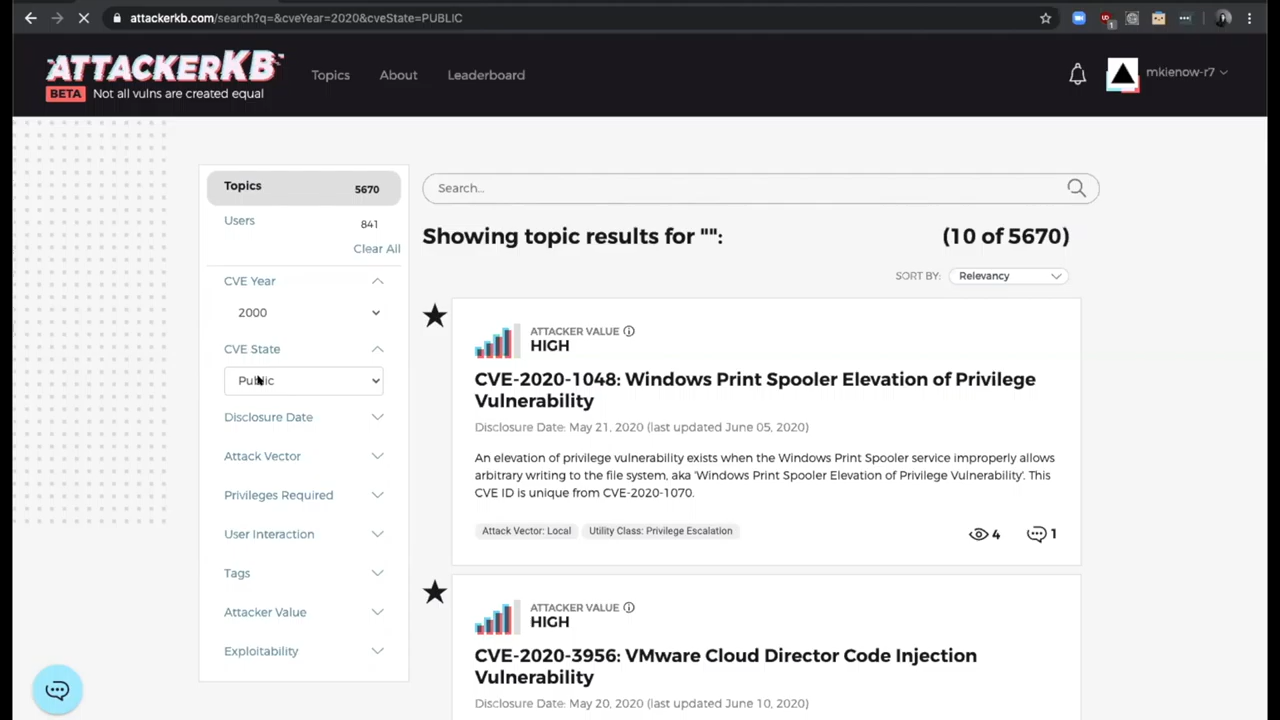 attackerkb.com/search?q=&cveYear=2020&cveState=PUBLIC
1
ATTACKERKB
BETA Not all vulns are created equal
Topics
About
Leaderboard
mkienow-r7
Topics 5670
Users 841
Clear All
CVE Year
2000
CVE State
Public
Disclosure Date
Attack Vector
Privileges Required
User Interaction
Tags
Attacker Value
Exploitability
Search...
Showing topic results for "": (10 of 5670)
SORT BY: Relevancy
ATTACKER VALUE
HIGH
CVE-2020-1048: Windows Print Spooler Elevation of Privilege
Vulnerability
Disclosure Date: May 21, 2020 (last updated June 05, 2020)
An elevation of privilege vulnerability exists when the Windows Print Spooler service improperly allows
arbitrary writing to the file system, aka 'Windows Print Spooler Elevation of Privilege Vulnerability'. This
CVE ID is unique from CVE-2020-1070.
Attack Vector: Local
Utility Class: Privilege Escalation
4
1
ATTACKER VALUE
HIGH
CVE-2020-3956: VMware Cloud Director Code Injection
Vulnerability
Disclosure Date: May 20, 2020 (last updated June 10, 2020)